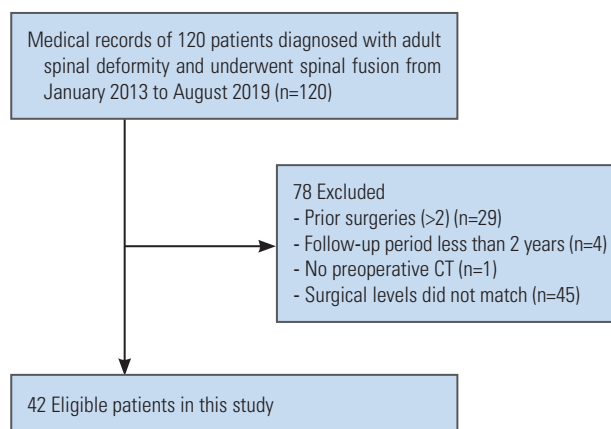 Medical records of 120 patients diagnosed with adult
spinal deformity and underwent spinal fusion from
January 2013 to August 2019 (n=120)
78 Excluded
- Prior surgeries (>2) (n=29)
- Follow-up period less than 2 years (n=4)
- No preoperative CT (n=1)
- Surgical levels did not match (n=45)
42 Eligible patients in this study